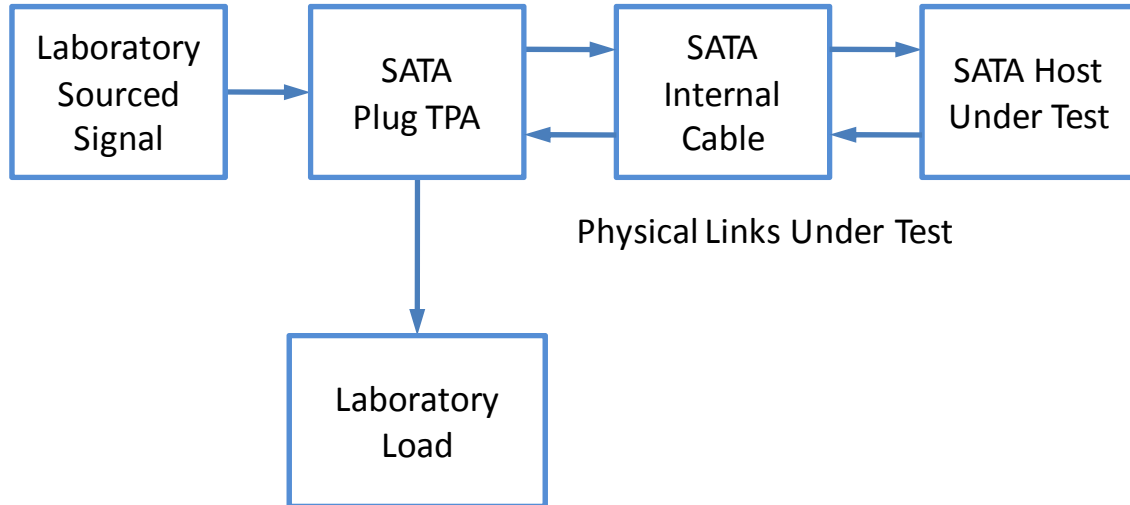 Laboratory
Sourced
Signal
SATA
Plug TPA
SATA
Internal
Cable
SATA Host
Under Test
Physical Links Under Test
Laboratory
Load